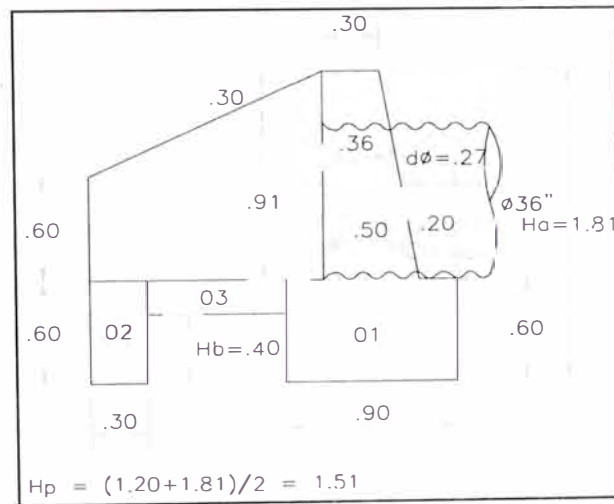 .30
.30
.36
dø=.27
.91
ø36"
.60
.50
.20
Ha=1.81
03
.60
02
Hb=.40
01
.60
.30
.90
Hp = (1.20+1.81)/2 = 1.51